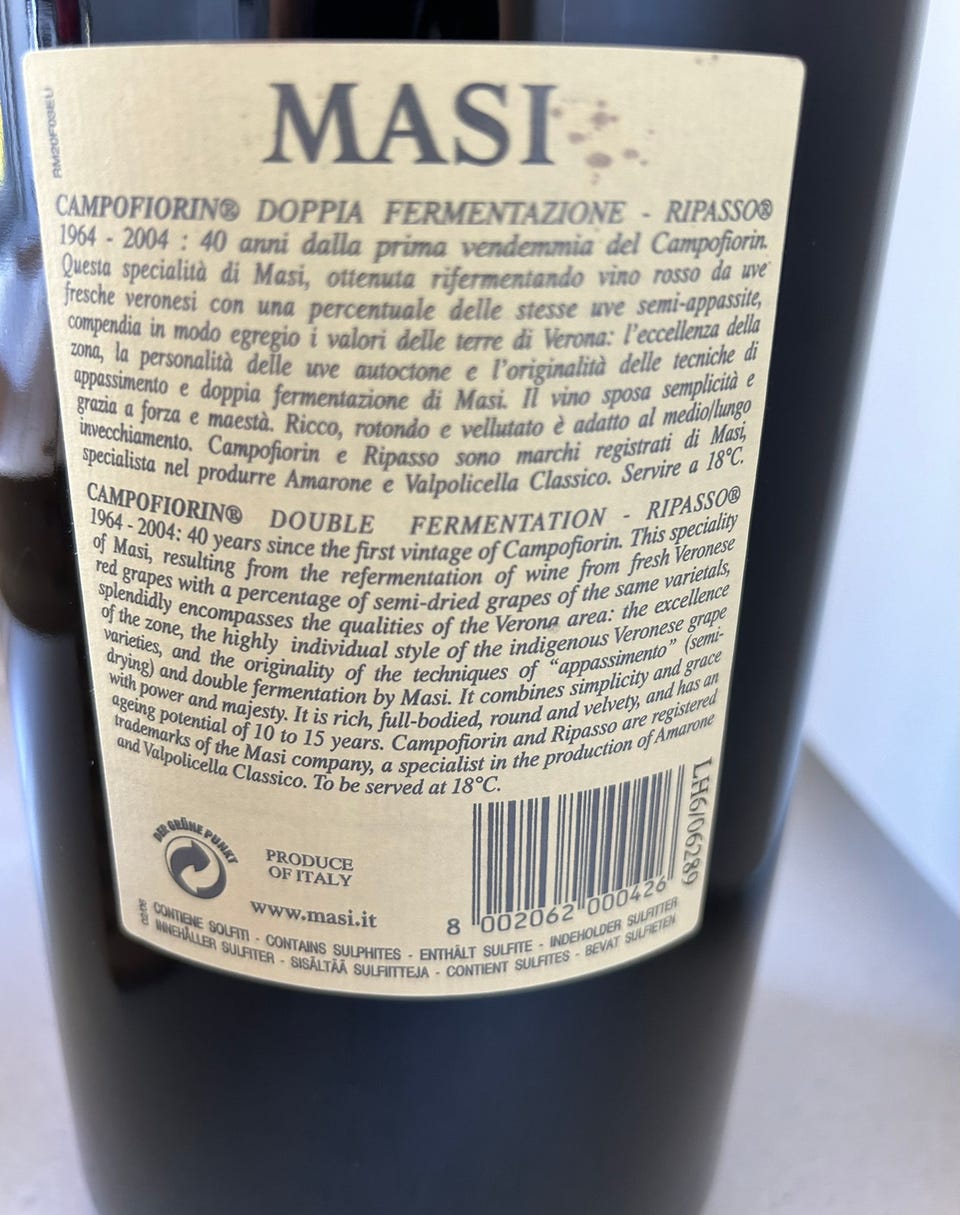 RM20F03EU
MASI
CAMPOFIORIN® DOPPIA FERMENTAZIONE - RIPASSO®
1964 - 2004 : 40 anni dalla prima vendemmia del Campofiorin.
Questa specialità di Masi, ottenuta rifermentando vino rosso da uve
fresche veronesi con una percentuale delle stesse uve semi-appassite,
compendia in modo egregio i valori delle terre di Verona: l'eccellenza della
zona, la personalità delle uve autoctone e l'originalità delle tecniche di
appassimento e doppia fermentazione di Masi. Il vino sposa semplicità e
grazia a forza e maestà. Ricco, rotondo e vellutato è adatto al medio/lungo
invecchiamento. Campofiorin e Ripasso sono marchi registrati di Masi,
specialista nel produrre Amarone e Valpolicella Classico. Servire a 18°C.
CAMPOFIORIN® DOUBLE FERMENTATION - RIPASSO®
1964 - 2004: 40 years since the first vintage of Campofiorin. This speciality
of Masi, resulting from the refermentation of wine from fresh Veronese
red grapes with a percentage of semi-dried grapes of the same varietals,
splendidly encompasses the qualities of the Verona area: the excellence
of the zone, the highly individual style of the indigenous Veronese grape
varieties, and the originality of the techniques of "appassimento" (semi-
drying) and double fermentation by Masi. It combines simplicity and grace
with power and majesty. It is rich, full-bodied, round and velvety, and has an
ageing potential of 10 to 15 years. Campofiorin and Ripasso are registered
trademarks of the Masi company, a specialist in the production of Amarone
and Valpolicella Classico. To be served at 18°C.
DER GRÜNE PUNKT
PRODUCE
OF ITALY
www.masi.it
8 002062 000426
LH6/06289
02/06
CONTIENE SOLFITI - CONTAINS SULPHITES - ENTHÄLT SULFITE - INDEHOLDER SULFITTER
INNEHÅLLER SULFITER - SISÄLTÄÄ SULFIITTEJA - CONTIENT SULFITES - BEVAT SULFIETEN